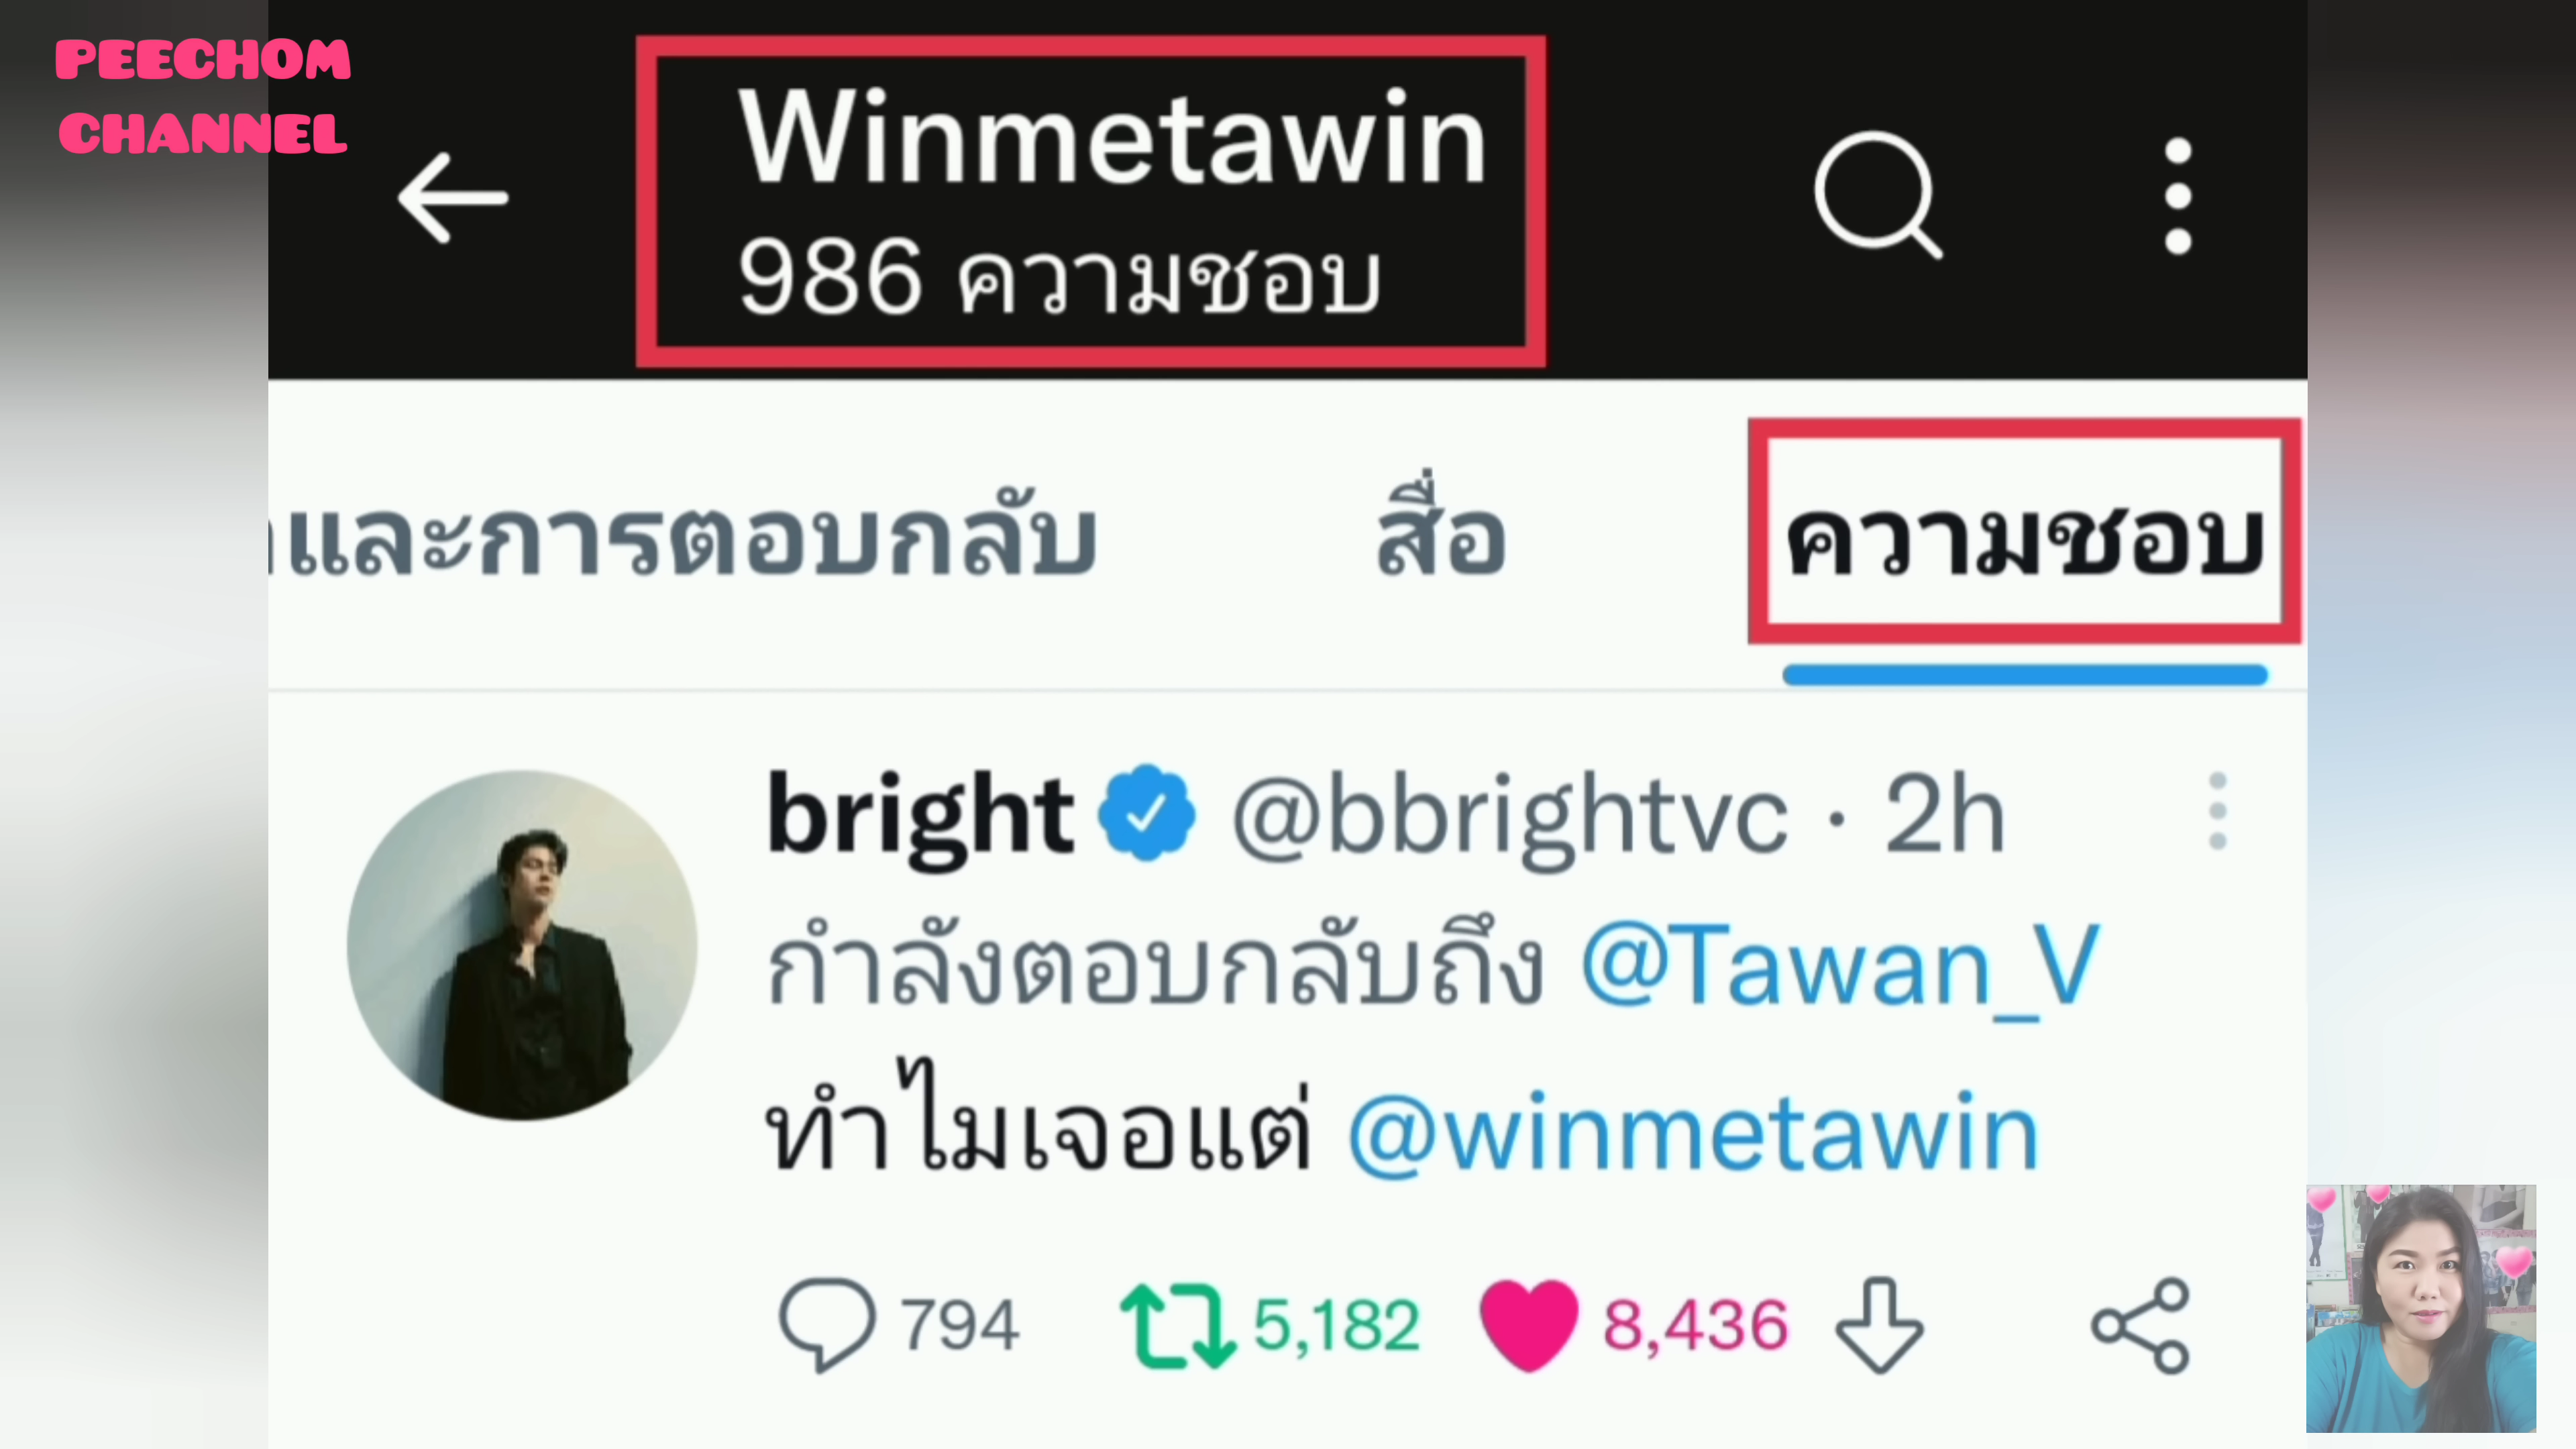 PEECHOM
CHANNEL
Winmetawin
986 ความชอบ
และการตอบกลับ สื่อ ความชอบ
bright @bbrightvc · 2h
กำลังตอบกลับถึง @Tawan_V
ทำไมเจอแต่ @winmetawin
794 5,182 8,436